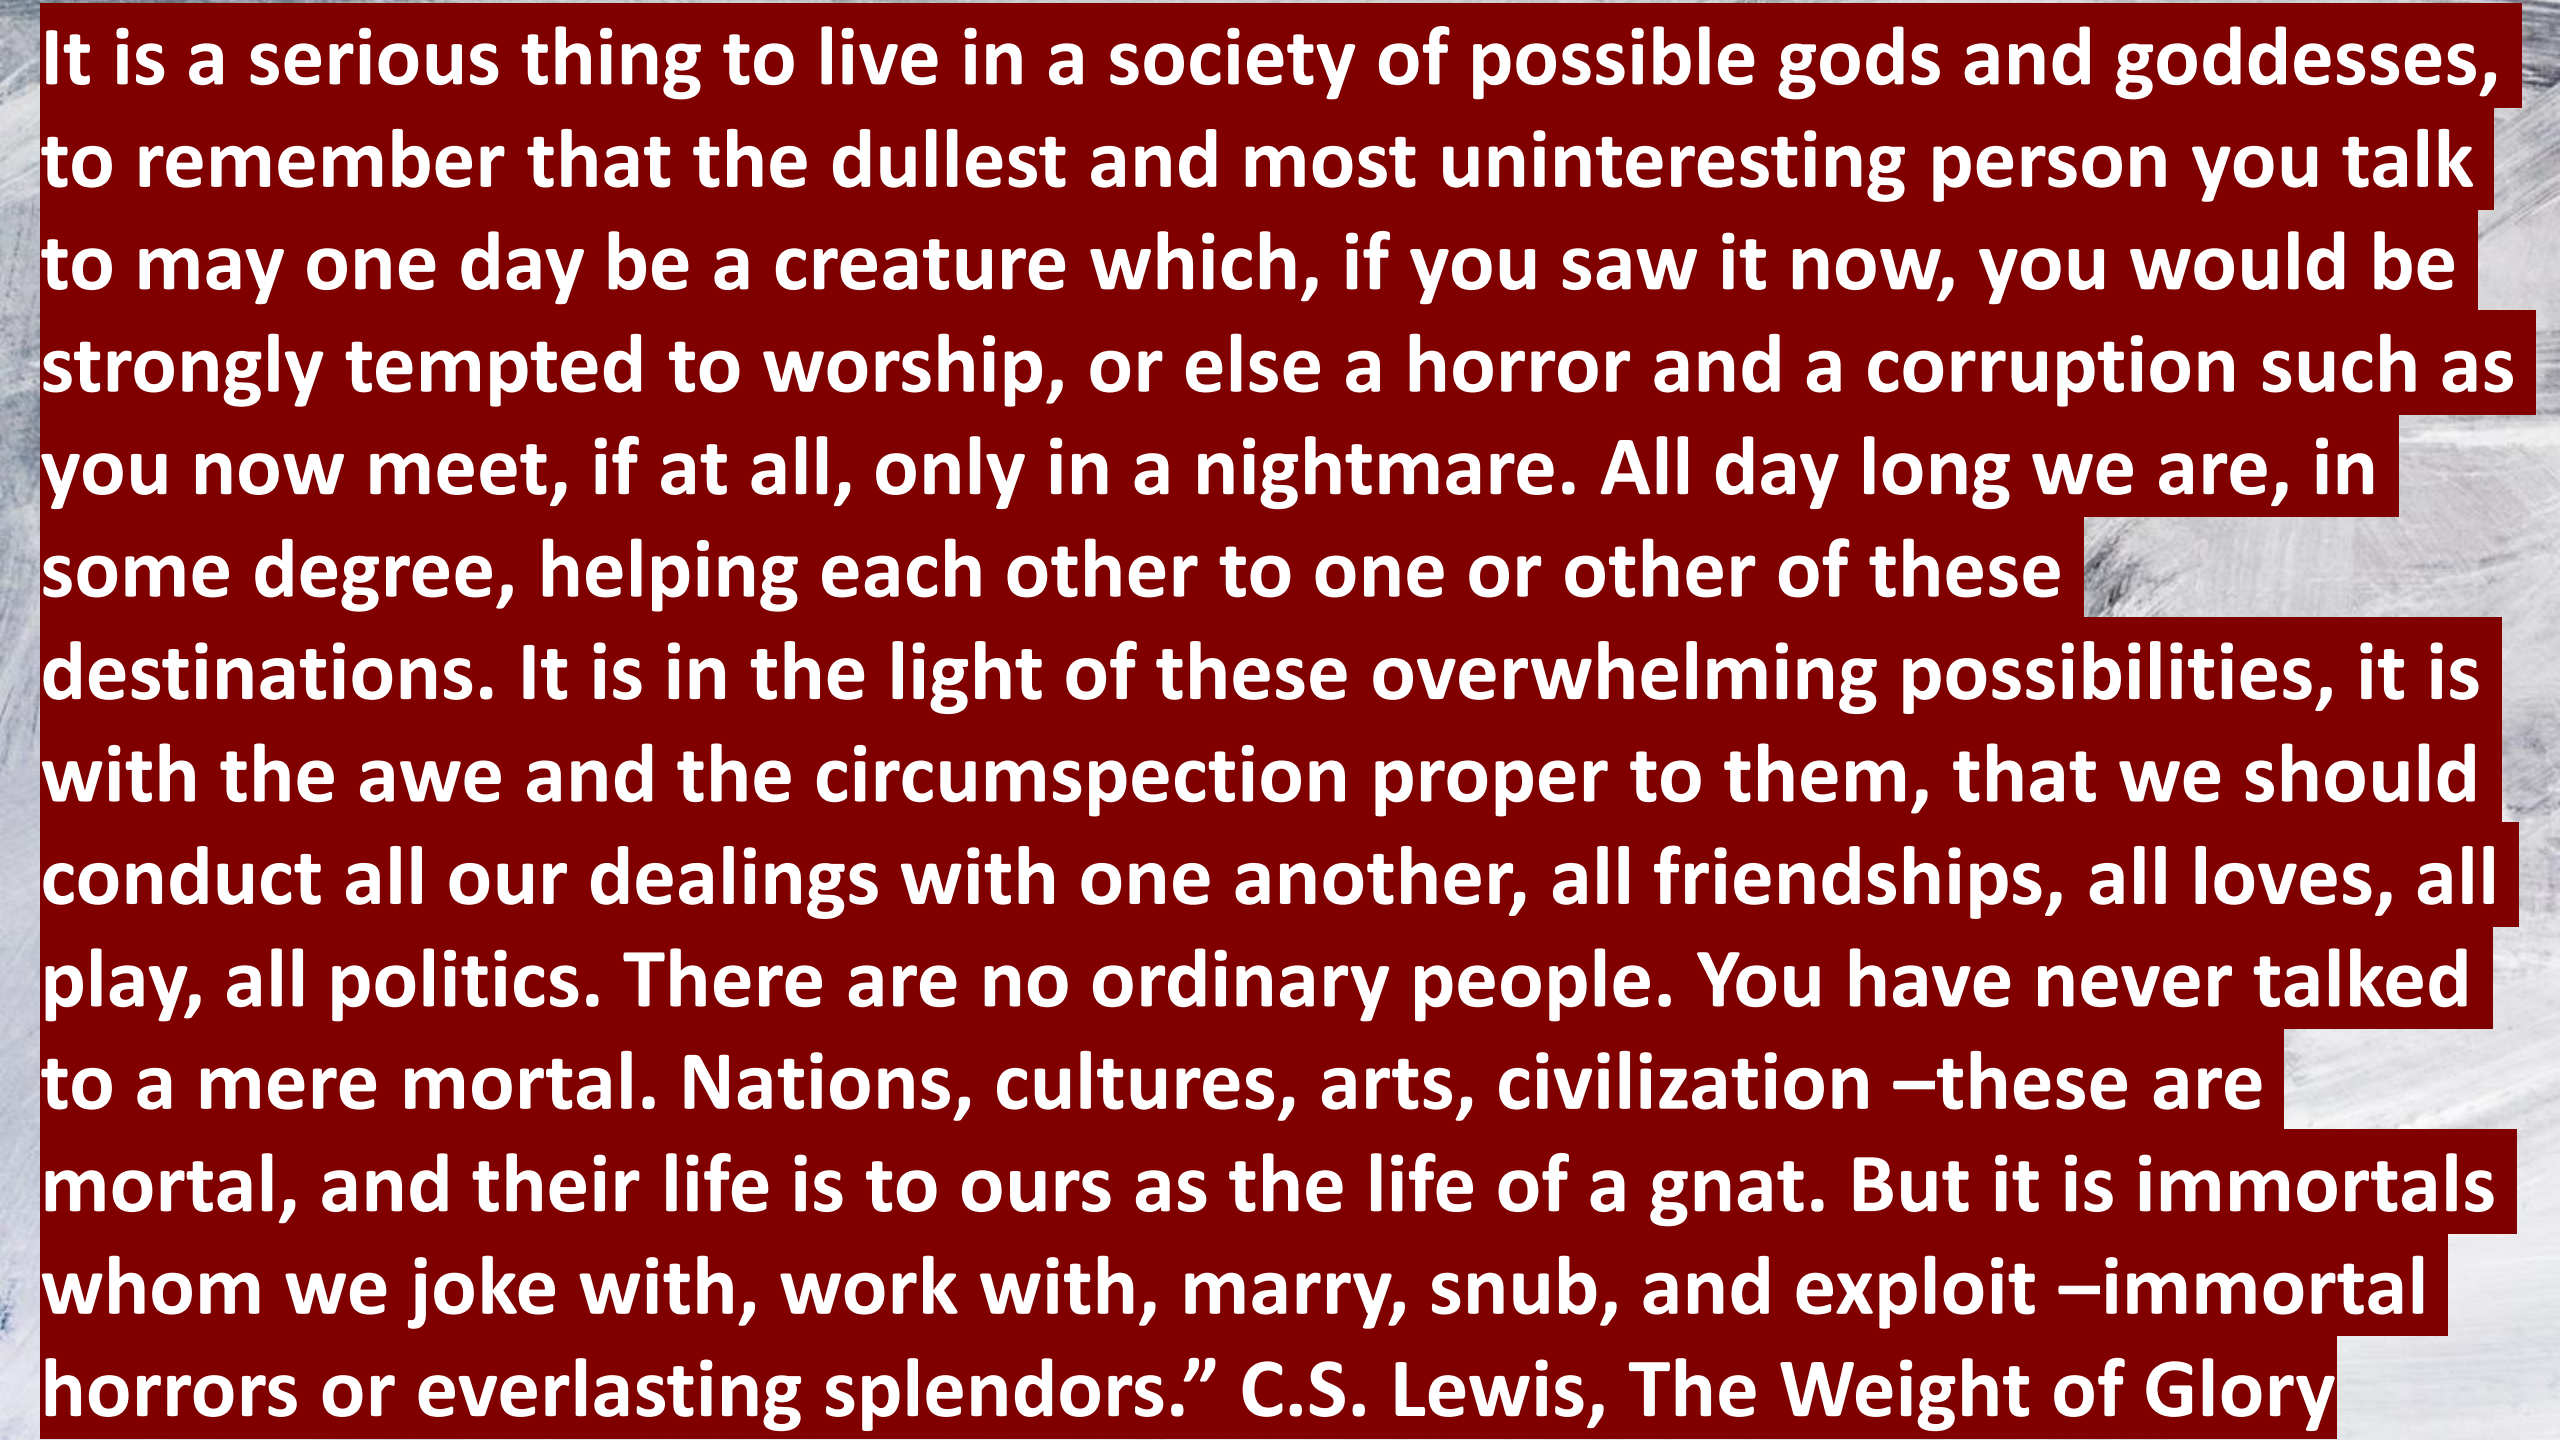 It is a serious thing to live in a society of possible gods and goddesses,
to remember that the dullest and most uninteresting person you talk
to may one day be a creature which, if you saw it now, you would be
strongly tempted to worship, or else a horror and a corruption such as
you now meet, if at all, only in a nightmare. All day long we are, in
some degree, helping each other to one or other of these
destinations. It is in the light of these overwhelming possibilities, it is
with the awe and the circumspection proper to them, that we should
conduct all our dealings with one another, all friendships, all loves, all
play, all politics. There are no ordinary people. You have never talked
to a mere mortal. Nations, cultures, arts, civilization –these are
mortal, and their life is to ours as the life of a gnat. But it is immortals
whom we joke with, work with, marry, snub, and exploit –immortal
horrors or everlasting splendors.” C.S. Lewis, The Weight of Glory